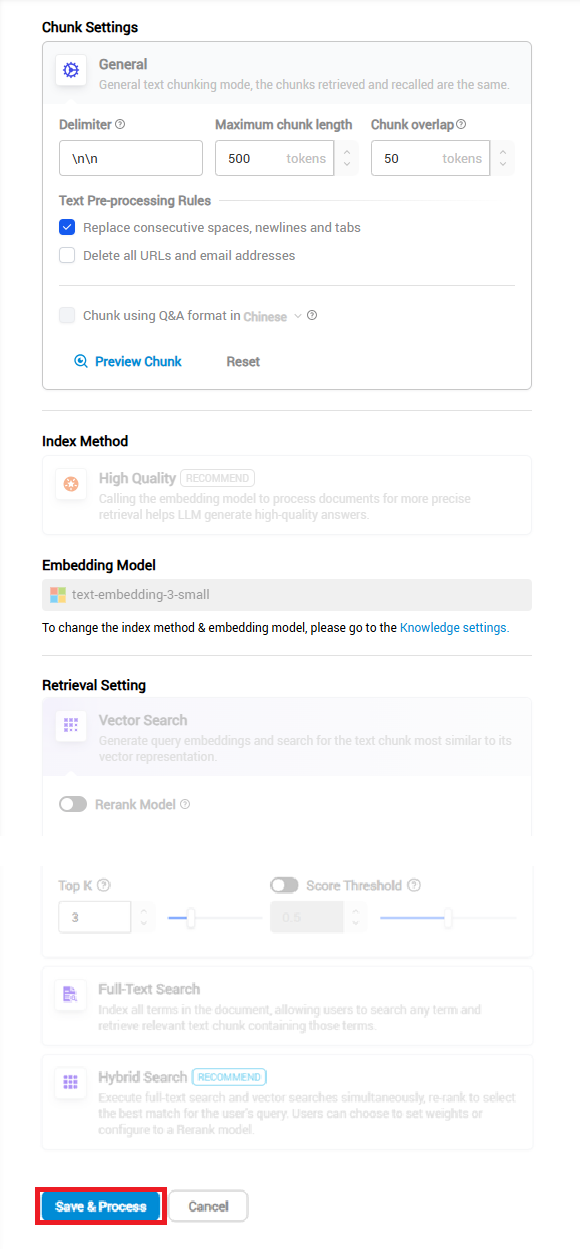 Chunk Settings
General
General text chunking mode, the chunks retrieved and recalled are the same.
Delimiter
Maximum chunk length
Chunk overlap
\n\n
500 tokens
50 tokens
Text Pre-processing Rules
Replace consecutive spaces, newlines and tabs
Delete all URLs and email addresses
Chunk using Q&A format in Chinese
Preview Chunk
Reset
Index Method
High Quality RECOMMEND
Calling the embedding model to process documents for more precise
retrieval helps LLM generate high-quality answers.
Embedding Model
text-embedding-3-small
To change the index method & embedding model, please go to the Knowledge settings.
Retrieval Setting
Vector Search
Generate query embeddings and search for the text chunk most similar to its
vector representation.
Rerank Model
Top K
Score Threshold
3
0.5
Full-Text Search
Index all terms in the document, allowing users to search any term and
retrieve relevant text chunk containing those terms.
Hybrid Search RECOMMEND
Execute full-text search and vector searches simultaneously, re-rank to select
the best match for the user's query. Users can choose to set weights or
configure to a Rerank model.
Save & Process
Cancel